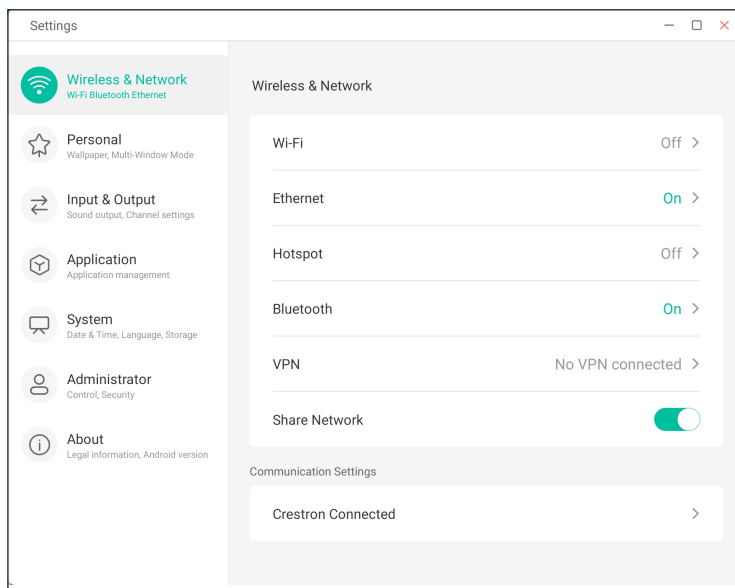 Settings
Wireless & Network
Wi-Fi Bluetooth Ethernet
Personal
Wallpaper, Multi-Window Mode
Input & Output
Sound output, Channel settings
Application
Application management
System
Date & Time, Language, Storage
Administrator
Control, Security
About
Legal information, Android version
Wireless & Network
Wi-Fi Off
Ethernet On
Hotspot Off
Bluetooth On
VPN No VPN connected
Share Network
Communication Settings
Crestron Connected